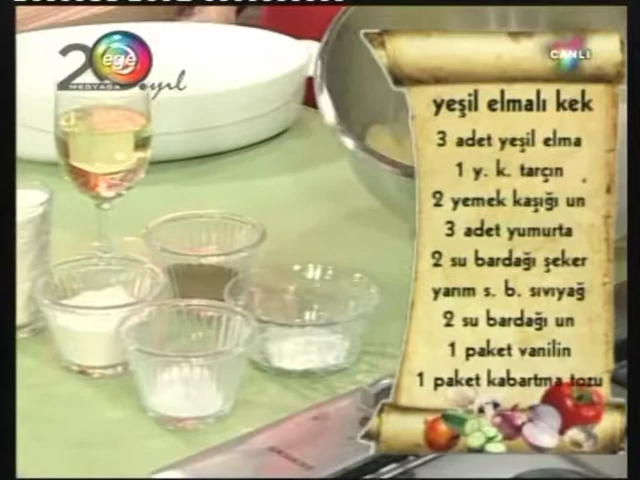 20 ege yıl
MEDYADA
CANLI
yeşil elmalı kek
3 adet yeşil elma
1 y. k. tarçın
2 yemek kaşığı un
3 adet yumurta
2 su bardağı şeker
yarım s. b. sıvıyağ
2 su bardağı un
1 paket vanilin
1 paket kabartma tozu